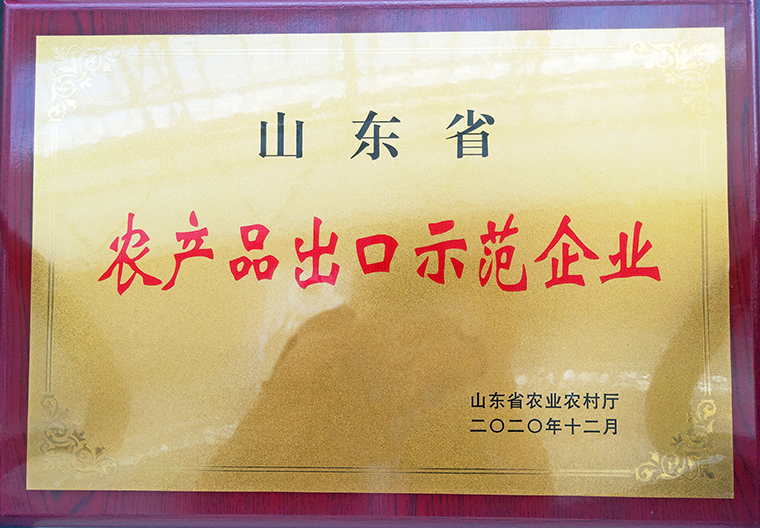 山东省
农产品出口示范企业
山东省农业农村厅
二〇二〇年十二月